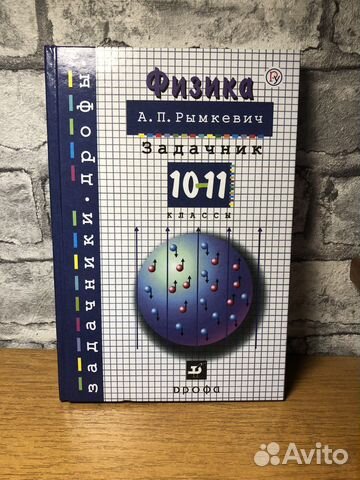 Физика
А.П.Рымкевич
Задачник
10-11
классы
задачники·дрофы
дрофа
Avito